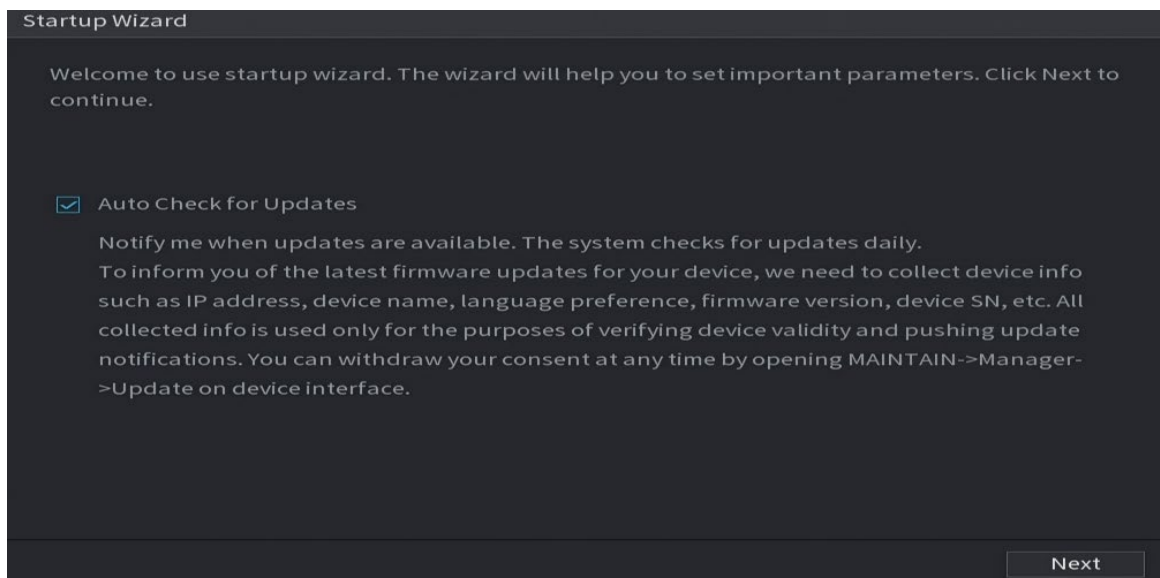 Startup Wizard
Welcome to use startup wizard. The wizard will help you to set important parameters. Click Next to
continue.
Auto Check for Updates
Notify me when updates are available. The system checks for updates daily.
To inform you of the latest firmware updates for your device, we need to collect device info
such as IP address, device name, language preference, firmware version, device SN, etc. All
collected info is used only for the purposes of verifying device validity and pushing update
notifications. You can withdraw your consent at any time by opening MAINTAIN->Manager-
>Update on device interface.
Next